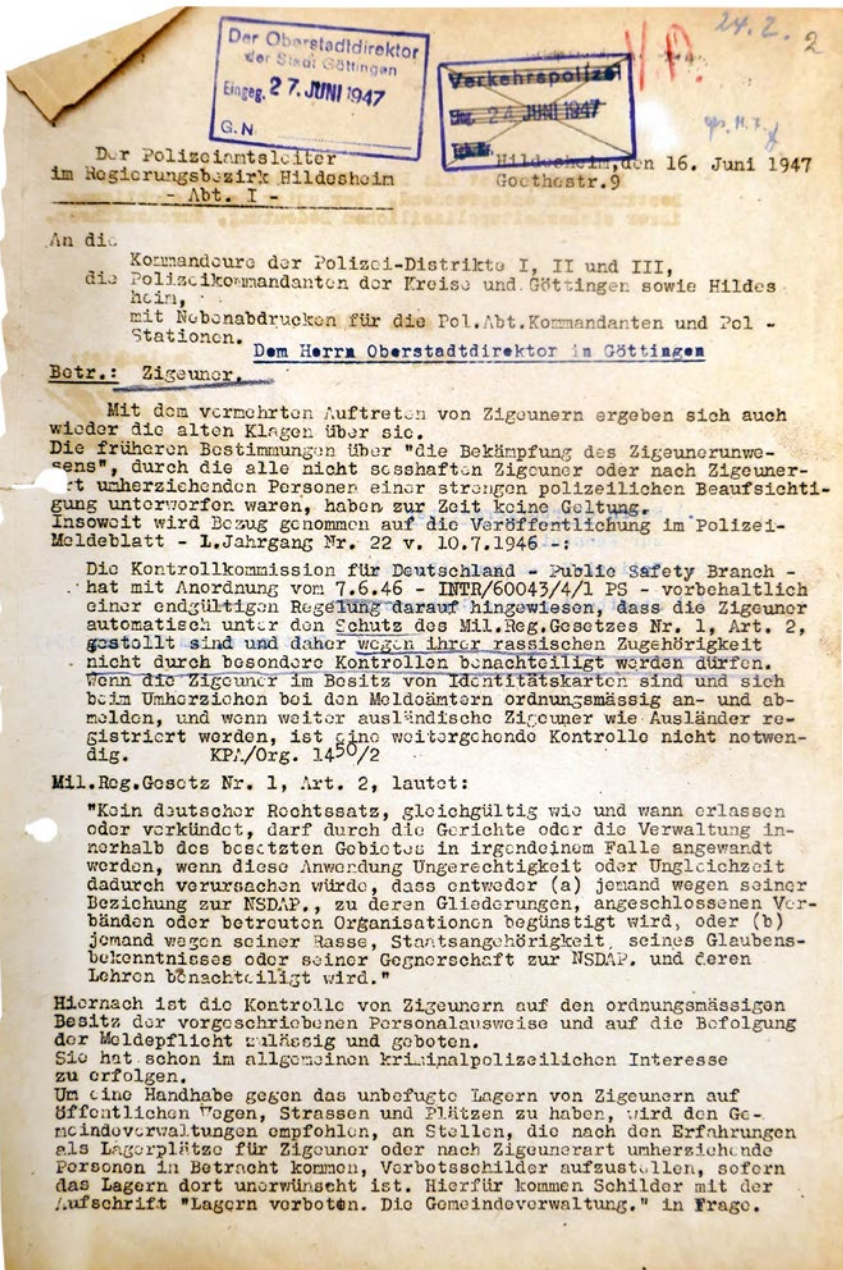 24.2. 2
Der Oberstadtdirektor
der Stadt Göttingen
Eingeg. 27. JUNI 1947
G.N.
Verkehrspolizei
Eing. 24 JUNI 1947
Der Polizeiamtsleiter
im Regierungsbezirk Hildesheim
- Abt. I -
Hildesheim, den 16. Juni 1947
Goethestr.9
An die
Kommandeure der Polizei-Distrikte I, II und III,
die Polizeikommandanten der Kreise und Göttingen sowie Hildes
heim,
mit Nebenabdrucken für die Pol.Abt.Kommandanten und Pol -
Stationen.
Dem Herrn Oberstadtdirektor in Göttingen
Betr.: Zigeuner.
Mit dem vermehrten Auftreten von Zigeunern ergeben sich auch
wieder die alten Klagen über sie.
Die früheren Bestimmungen über "die Bekämpfung des Zigeunerunwe-
sens", durch die alle nicht sesshaften Zigeuner oder nach Zigeuner-
art umherziehenden Personen einer strengen polizeilichen Beaufsichti-
gung unterworfen waren, haben zur Zeit keine Geltung.
Insoweit wird Bezug genommen auf die Veröffentlichung im Polizei-
Meldeblatt - 1.Jahrgang Nr. 22 v. 10.7.1946 -:
Die Kontrollkommission für Deutschland - Public Safety Branch -
hat mit Anordnung vom 7.6.46 - INTR/60043/4/1 PS - vorbehaltlich
einer endgültigen Regelung darauf hingewiesen, dass die Zigeuner
automatisch unter den Schutz des Mil.Reg.Gesetzes Nr. 1, Art. 2,
gestellt sind und daher wegen ihrer rassischen Zugehörigkeit
nicht durch besondere Kontrollen benachteiligt werden dürfen.
Wenn die Zigeuner im Besitz von Identitätskarten sind und sich
beim Umherziehen bei den Meldeämtern ordnungsmässig an- und ab-
melden, und wenn weiter ausländische Zigeuner wie Ausländer re-
gistriert werden, ist eine weitergehende Kontrolle nicht notwen-
dig. KPA/Org. 1450/2
Mil.Reg.Gesetz Nr. 1, Art. 2, lautet:
"Kein deutscher Rechtssatz, gleichgültig wie und wann erlassen
oder verkündet, darf durch die Gerichte oder die Verwaltung in-
nerhalb des besetzten Gebietes in irgendeinem Falle angewandt
werden, wenn diese Anwendung Ungerechtigkeit oder Ungleichzeit
dadurch verursachen würde, dass entweder (a) jemand wegen seiner
Beziehung zur NSDAP., zu deren Gliederungen, angeschlossenen Ver-
bänden oder betreuten Organisationen begünstigt wird, oder (b)
jemand wegen seiner Rasse, Staatsangehörigkeit, seines Glaubens-
bekenntnisses oder seiner Gegnerschaft zur NSDAP. und deren
Lehren benachteiligt wird."
Hiernach ist die Kontrolle von Zigeunern auf den ordnungsmässigen
Besitz der vorgeschriebenen Personalausweise und auf die Befolgung
der Meldepflicht zulässig und geboten.
Sie hat schon im allgemeinen kriminalpolizeilichen Interesse
zu erfolgen.
Um eine Handhabe gegen das unbefugte Lagern von Zigeunern auf
öffentlichen Wegen, Strassen und Plätzen zu haben, wird den Ge-
meindeverwaltungen empfohlen, an Stellen, die nach den Erfahrungen
als Lagerplätze für Zigeuner oder nach Zigeunerart umherziehende
Personen in Betracht kommen, Verbotsschilder aufzustellen, sofern
das Lagern dort unerwünscht ist. Hierfür kommen Schilder mit der
Aufschrift "Lagern verboten. Die Gemeindeverwaltung." in Frage.